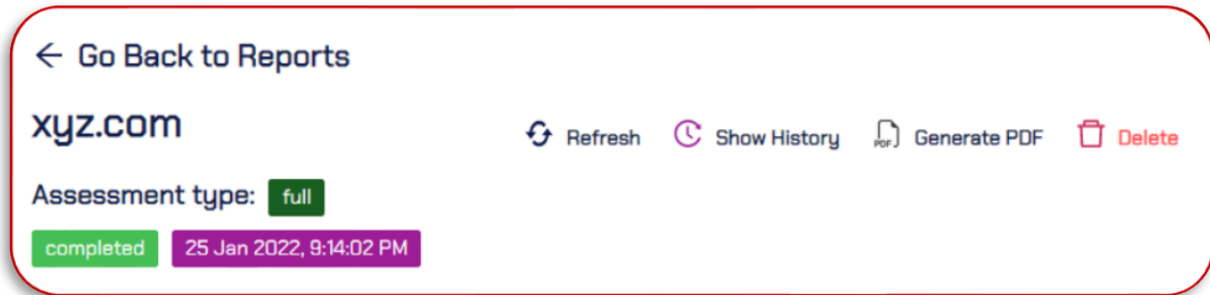 ← Go Back to Reports
xyz.com
Refresh Show History PDF Generate PDF Delete
Assessment type: full
completed 25 Jan 2022, 9:14:02 PM